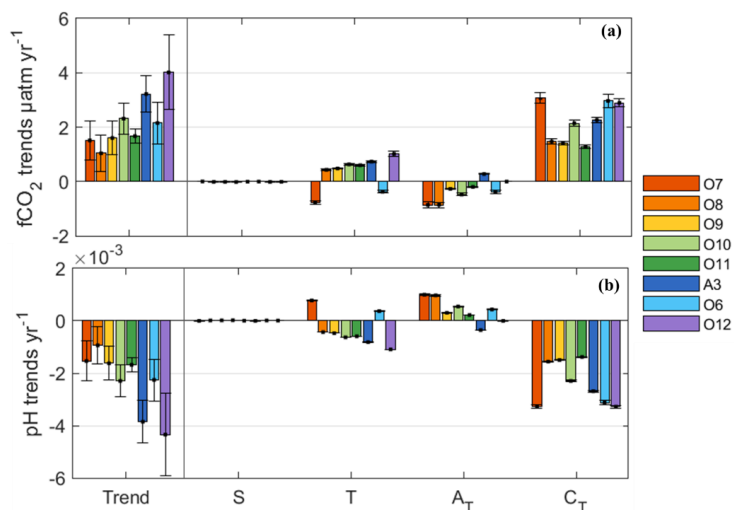 (a)
fCO2 trends µatm yr-1
6
4
2
0
-2
×10-3
(b)
pH trends yr-1
2
0
-2
-4
-6
Trend
S
T
AT
CT
O7
O8
O9
O10
O11
A3
O6
O12